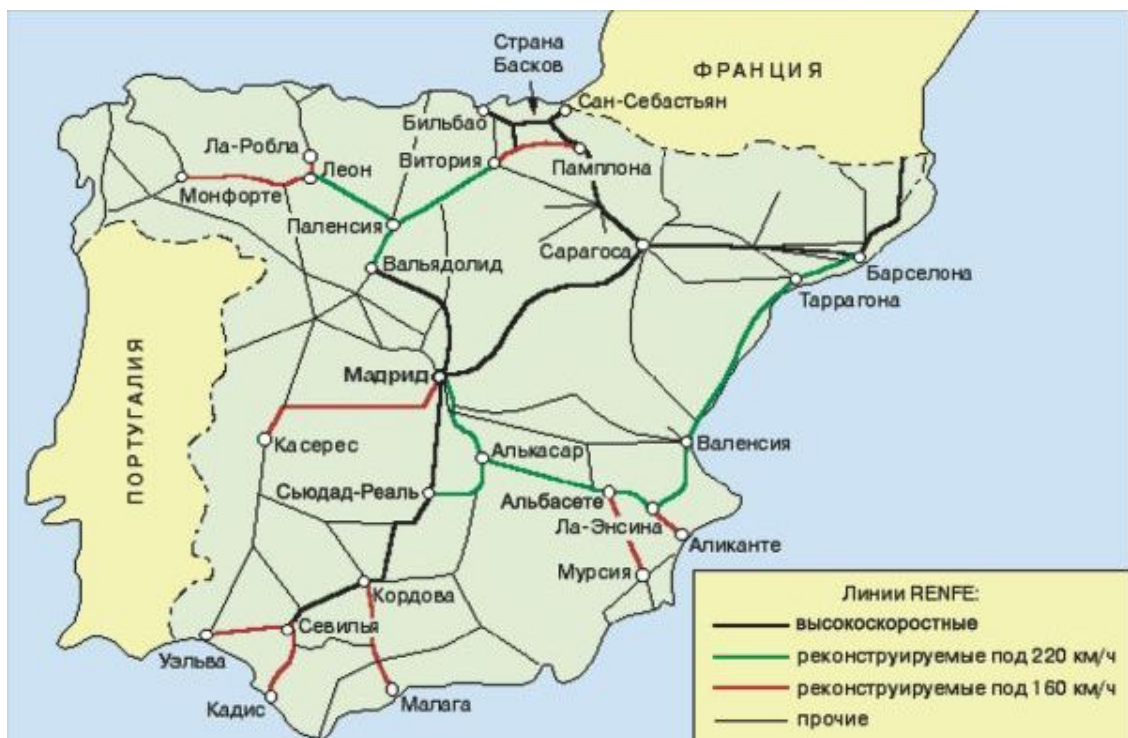 Страна
Басков
ФРАНЦИЯ
Сан-Себастьян
Бильбао
Ла-Робла
Леон
Витория
Памплона
Монфорте
Паленсия
Сарагоса
Вальядолид
Барселона
Таррагона
Мадрид
ПОРТУГАЛИЯ
Касерес
Алькасар
Валенсия
Сьюдад-Реаль
Альбасете
Ла-Энсина
Аликанте
Мурсия
Кордова
Севилья
Уэльва
Кадис
Малага
Линии RENFE:
высокоскоростные
реконструируемые под 220 км/ч
реконструируемые под 160 км/ч
прочие